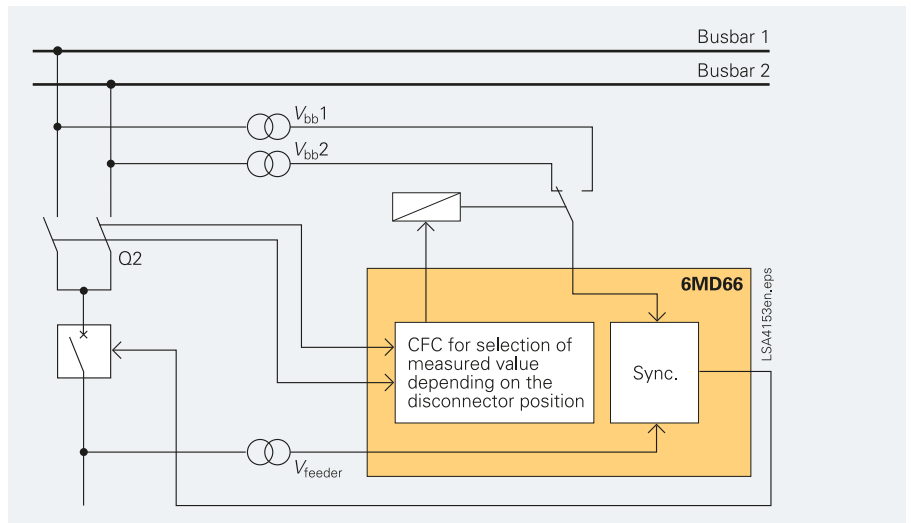 Busbar 1
Busbar 2
Vbb1
Vbb2
Q2
6MD66
LSA4153en.eps
CFC for selection of
measured value
depending on the
disconnector position
Sync.
Vfeeder